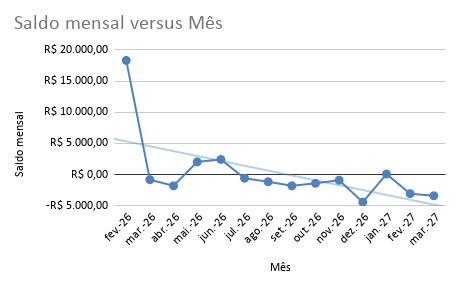 Saldo mensal versus Mês
R$ 20.000,00
R$ 15.000,00
R$ 10.000,00
R$ 5.000,00
R$ 0,00
-R$ 5.000,00
Saldo mensal
fev.-26
mar.-26
abr.-26
mai.-26
jun.-26
jul.-26
ago.-26
set.-26
out.-26
nov.-26
dez.-26
jan.-27
fev.-27
mar.-27
Mês